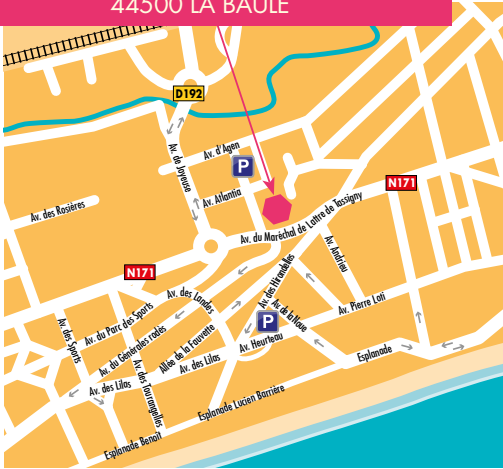 44500 LA BAULE
D192
Av. de Joyeuse
Av. d'Agen
P
N171
Av. des Rosières
Av. Atlantia
Av. du Maréchal de Lattre de Tassigny
N171
Av. des Hirondelles
Av. Andrieu
Av. des Landes
Av. du Parc des Sports
Av. des Sports
Av. du Générales rodes
Allée de la Fauvette
P
Av. de la Nove
Av. Pierre Loti
Av. Heurteau
Av. des Lilas
Av. des Lilas
Av. des Tourangelles
Esplanade
Esplanade Lucien Barrière
Esplanade Benoit